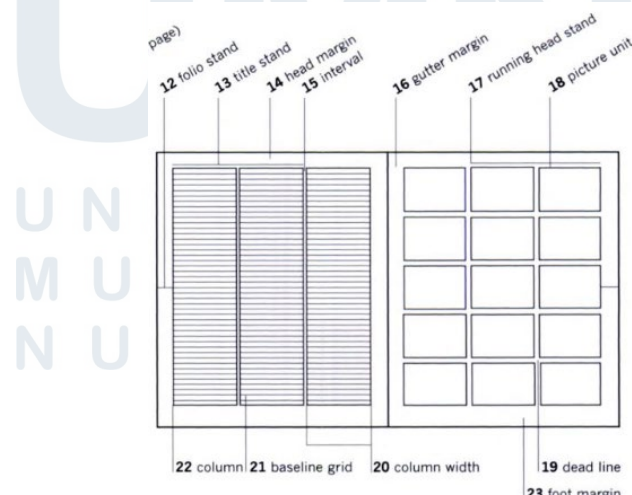 page)
12 folio stand
13 title stand
14 head margin
15 interval
16 gutter margin
17 running head stand
18 picture unit
U N
M U
N U
22 column 21 baseline grid 20 column width 19 dead line
23 foot margin